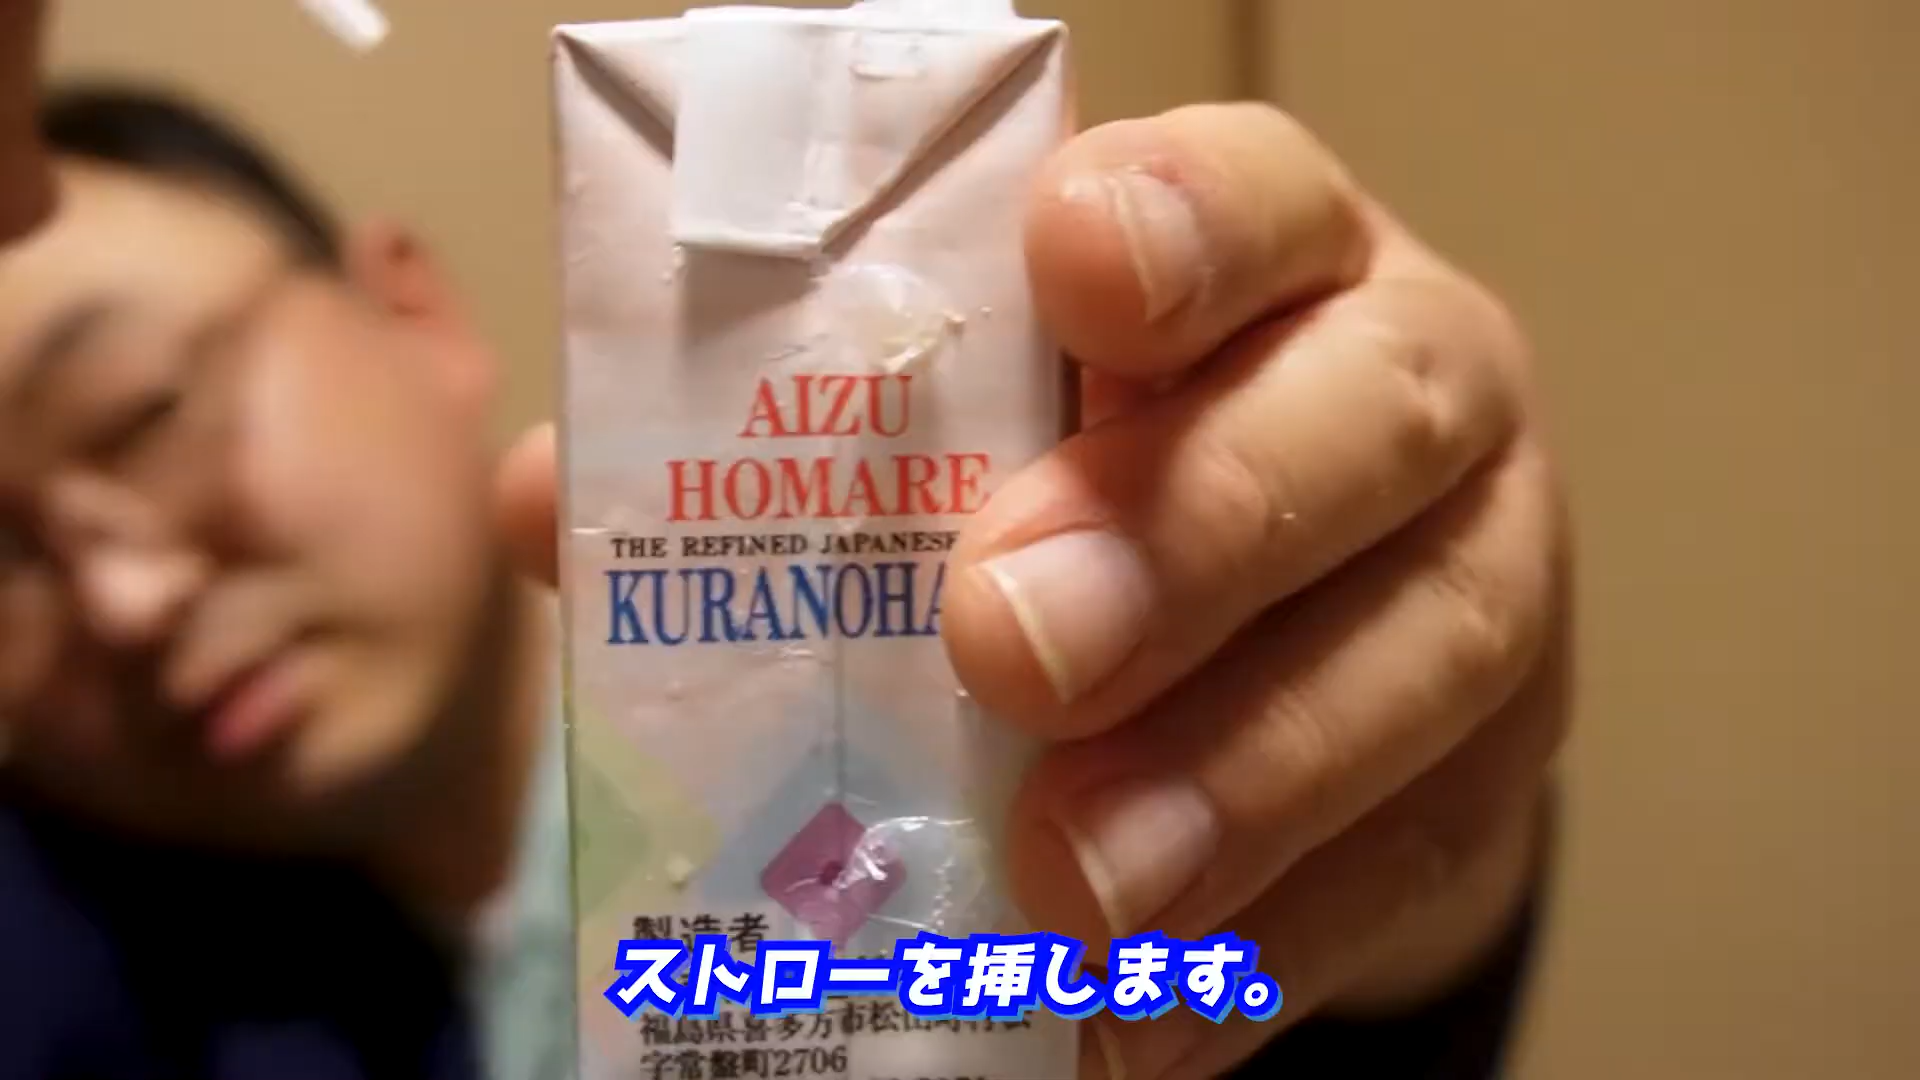 AIZU
HOMARE
THE REFINED JAPANESE
KURANOHA
製造者
ストローを挿します。
福島県喜多方市松山町村松
字常盤町2706